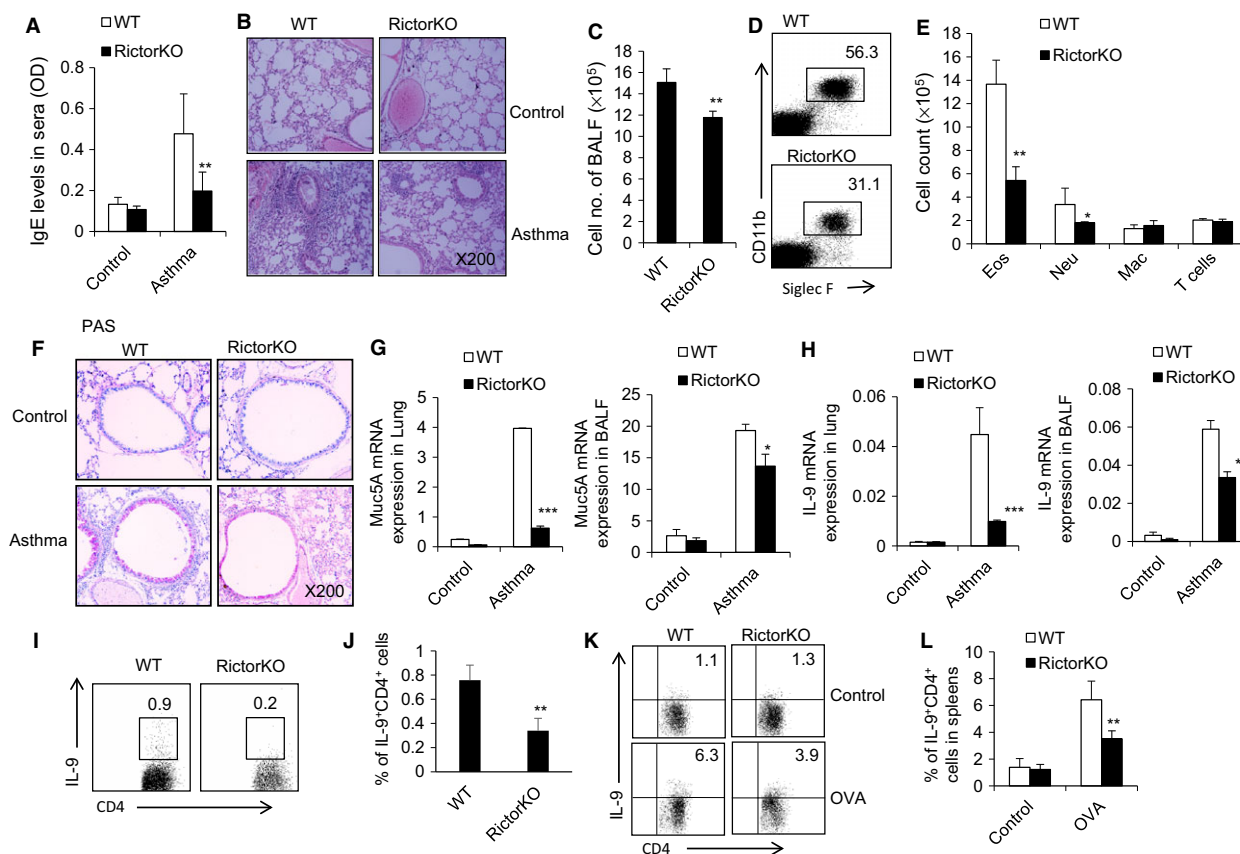 A
WT
RictorKO
IgE levels in sera (OD)
0.8
0.6
0.4
0.2
0
**
Control
Asthma
B
WT
RictorKO
Control
Asthma
X200
C
Cell no. of BALF (×10⁵)
18
16
14
12
10
8
6
4
2
0
**
WT
RictorKO
D
WT
56.3
RictorKO
31.1
CD11b
Siglec F
E
WT
RictorKO
Cell count (×10⁵)
16
14
12
10
8
6
4
2
0
**
*
Eos
Neu
Mac
T cells
F
PAS
WT
RictorKO
Control
Asthma
X200
G
WT
RictorKO
Muc5A mRNA
expression in Lung
5
4
3
2
1
0
***
Control
Asthma
WT
RictorKO
Muc5A mRNA
expression in BALF
25
20
15
10
5
0
*
Control
Asthma
H
WT
RictorKO
IL-9 mRNA
expression in lung
0.06
0.04
0.02
0
***
Control
Asthma
WT
RictorKO
IL-9 mRNA
expression in BALF
0.08
0.06
0.04
0.02
0
*
Control
Asthma
I
WT
RictorKO
0.9
0.2
IL-9
CD4
J
% of IL-9⁺CD4⁺ cells
1
0.8
0.6
0.4
0.2
0
**
WT
RictorKO
K
WT
RictorKO
1.1
1.3
Control
6.3
3.9
OVA
IL-9
CD4
L
WT
RictorKO
% of IL-9⁺CD4⁺
cells in spleens
10
8
6
4
2
0
**
Control
OVA